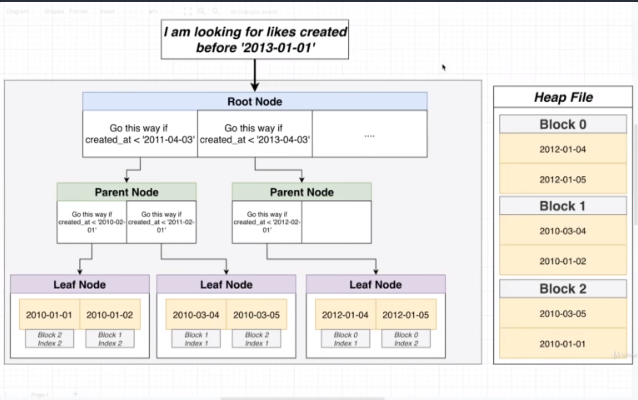 I am looking for likes created
before '2013-01-01'
Root Node
Go this way if
created_at < '2011-04-03'
Go this way if
created_at < '2013-04-03'
....
Parent Node
Go this way if
created_at < '2010-02-
01'
Go this way if
created_at < '2011-02-
01'
Parent Node
Go this way if
created_at < '2012-02-
01'
Leaf Node
2010-01-01
2010-01-02
Block 2
Index 2
Block 1
Index 2
Leaf Node
2010-03-04
2010-03-05
Block 1
Index 1
Block 2
Index 1
Leaf Node
2012-01-04
2012-01-05
Block 0
Index 1
Block 0
Index 2
Heap File
Block 0
2012-01-04
2012-01-05
Block 1
2010-03-04
2010-01-02
Block 2
2010-03-05
2010-01-01